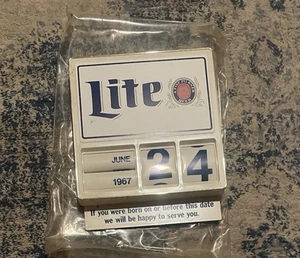 Lite
JUNE
24
1967
If you were born on or before this date
we will be happy to serve you.